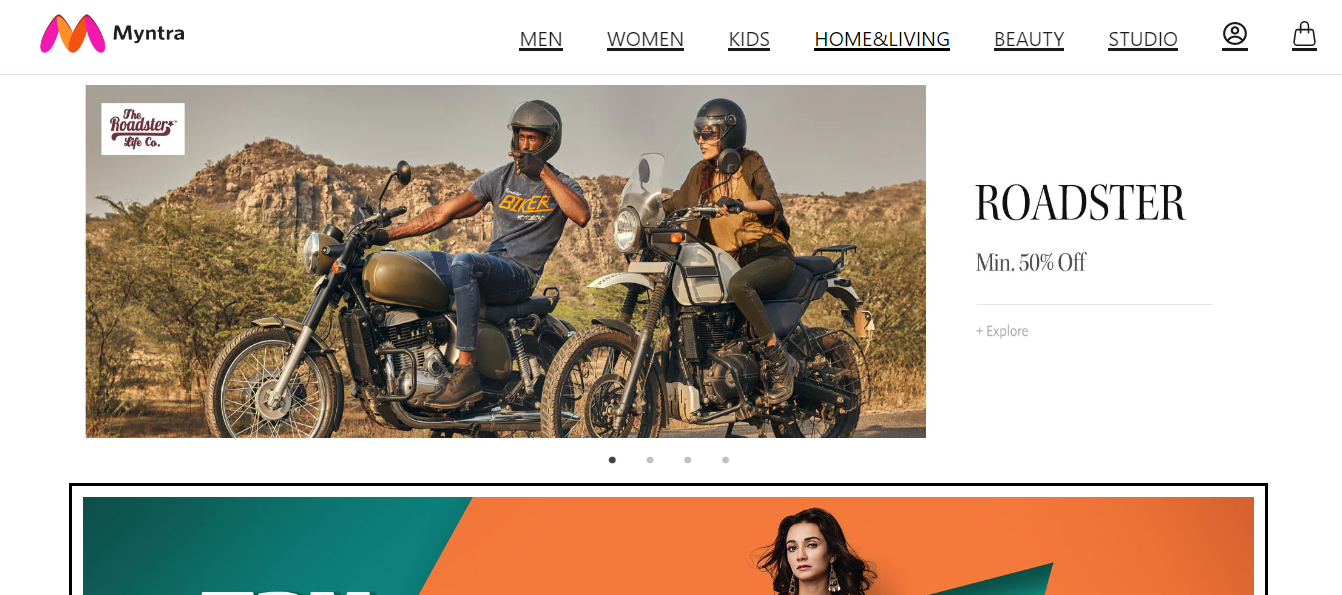 Myntra
MEN WOMEN KIDS HOME&LIVING BEAUTY STUDIO
The
Roadster
Life Co.
BIKER
ROADSTER
Min. 50% Off
+ Explore